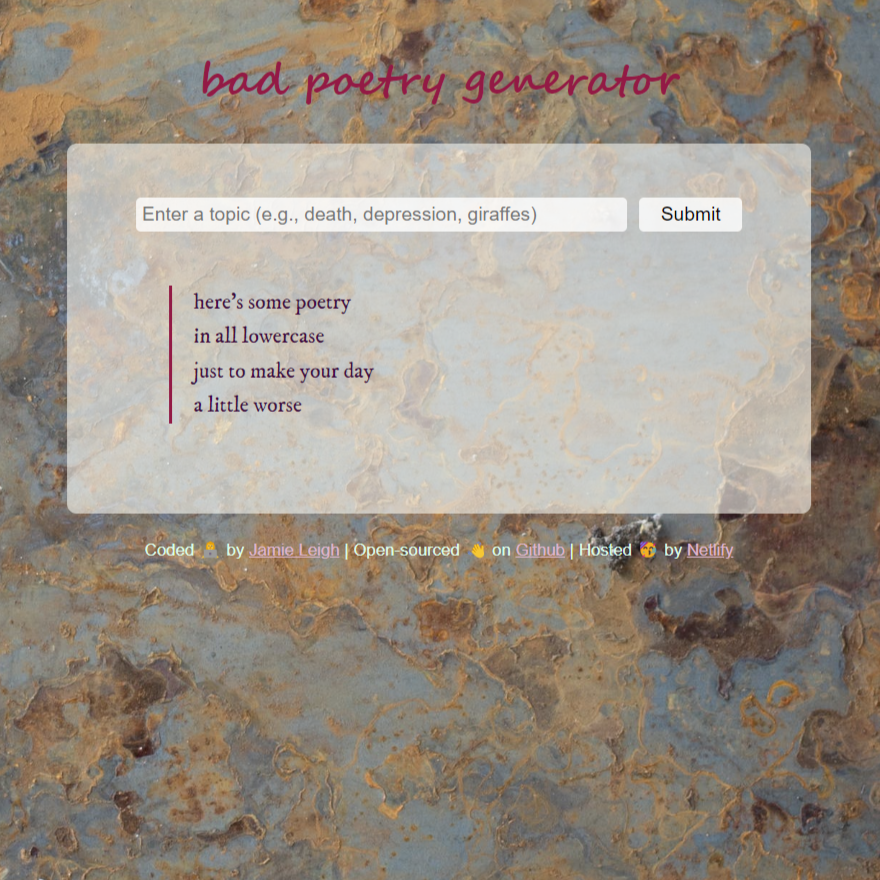 bad poetry generator
Enter a topic (e.g., death, depression, giraffes) Submit
here's some poetry
in all lowercase
just to make your day
a little worse
Coded by Jamie Leigh | Open-sourced 👋 on Github | Hosted 🥳 by Netlify